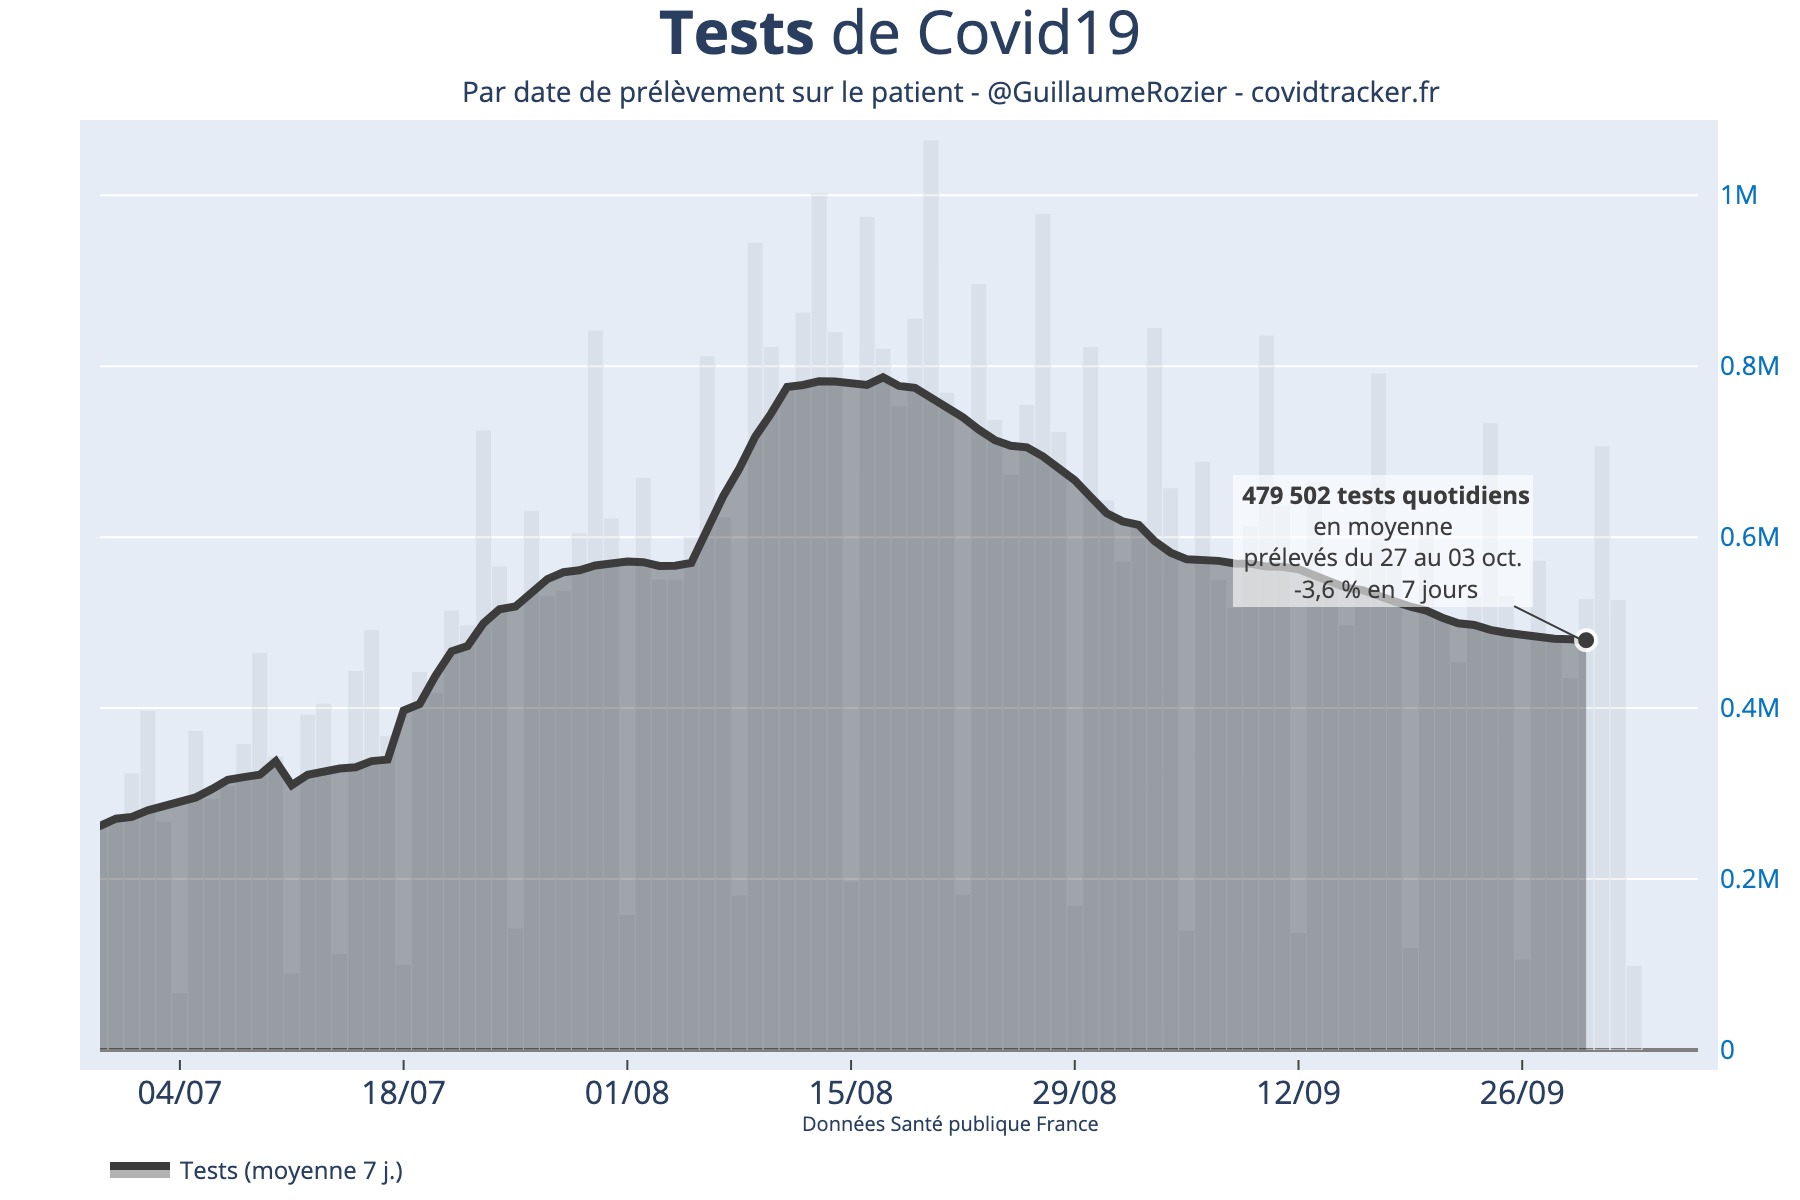 Tests de Covid19
Par date de prélèvement sur le patient - @GuillaumeRozier - covidtracker.fr
1M
0.8M
479 502 tests quotidiens
en moyenne
prélevés du 27 au 03 oct.
-3,6 % en 7 jours
0.6M
0.4M
0.2M
0
04/07 18/07 01/08 15/08 29/08 12/09 26/09
Données Santé publique France
Tests (moyenne 7 j.)